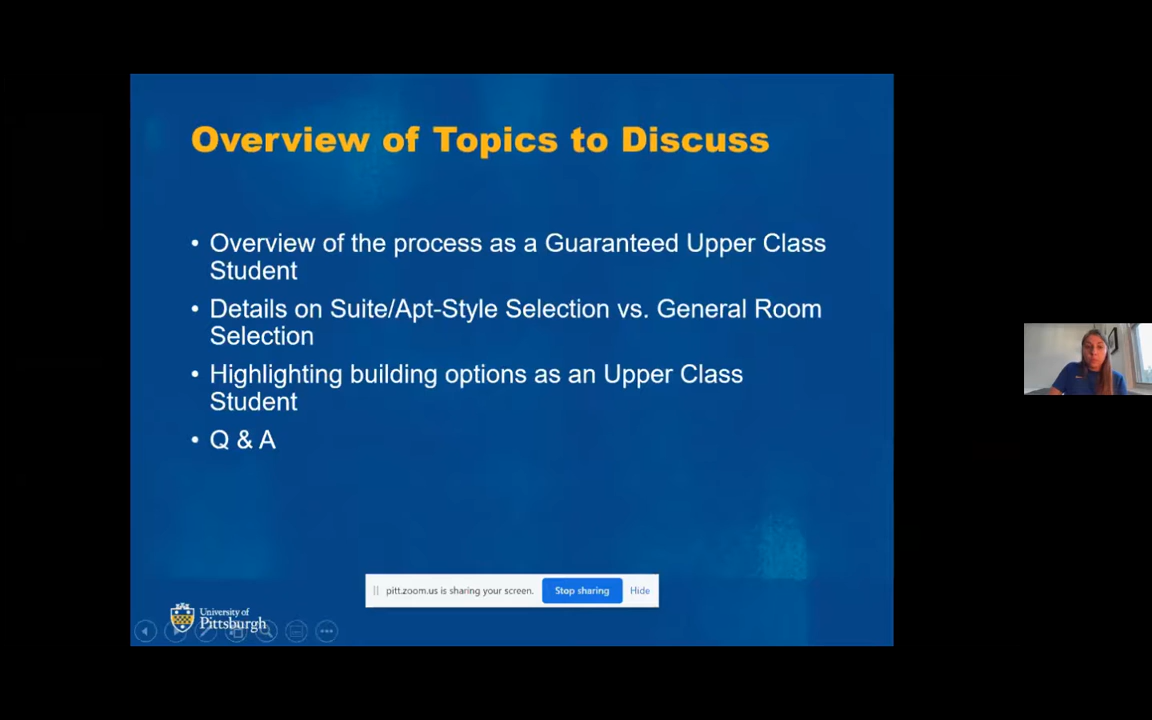 Overview of Topics to Discuss
• Overview of the process as a Guaranteed Upper Class
Student
• Details on Suite/Apt-Style Selection vs. General Room
Selection
• Highlighting building options as an Upper Class
Student
• Q & A
pitt.zoom.us is sharing your screen. Stop sharing Hide
University of
Pittsburgh